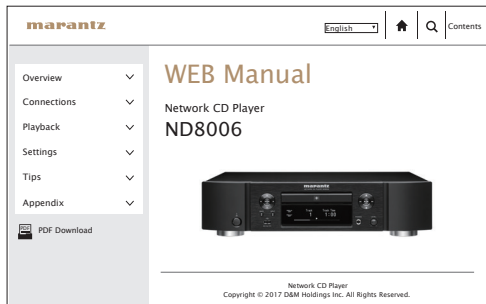 marantz
English
Contents
Overview
Connections
Playback
Settings
Tips
Appendix
PDF Download
WEB Manual
Network CD Player
ND8006
marantz
Network CD Player
Copyright © 2017 D&M Holdings Inc. All Rights Reserved.